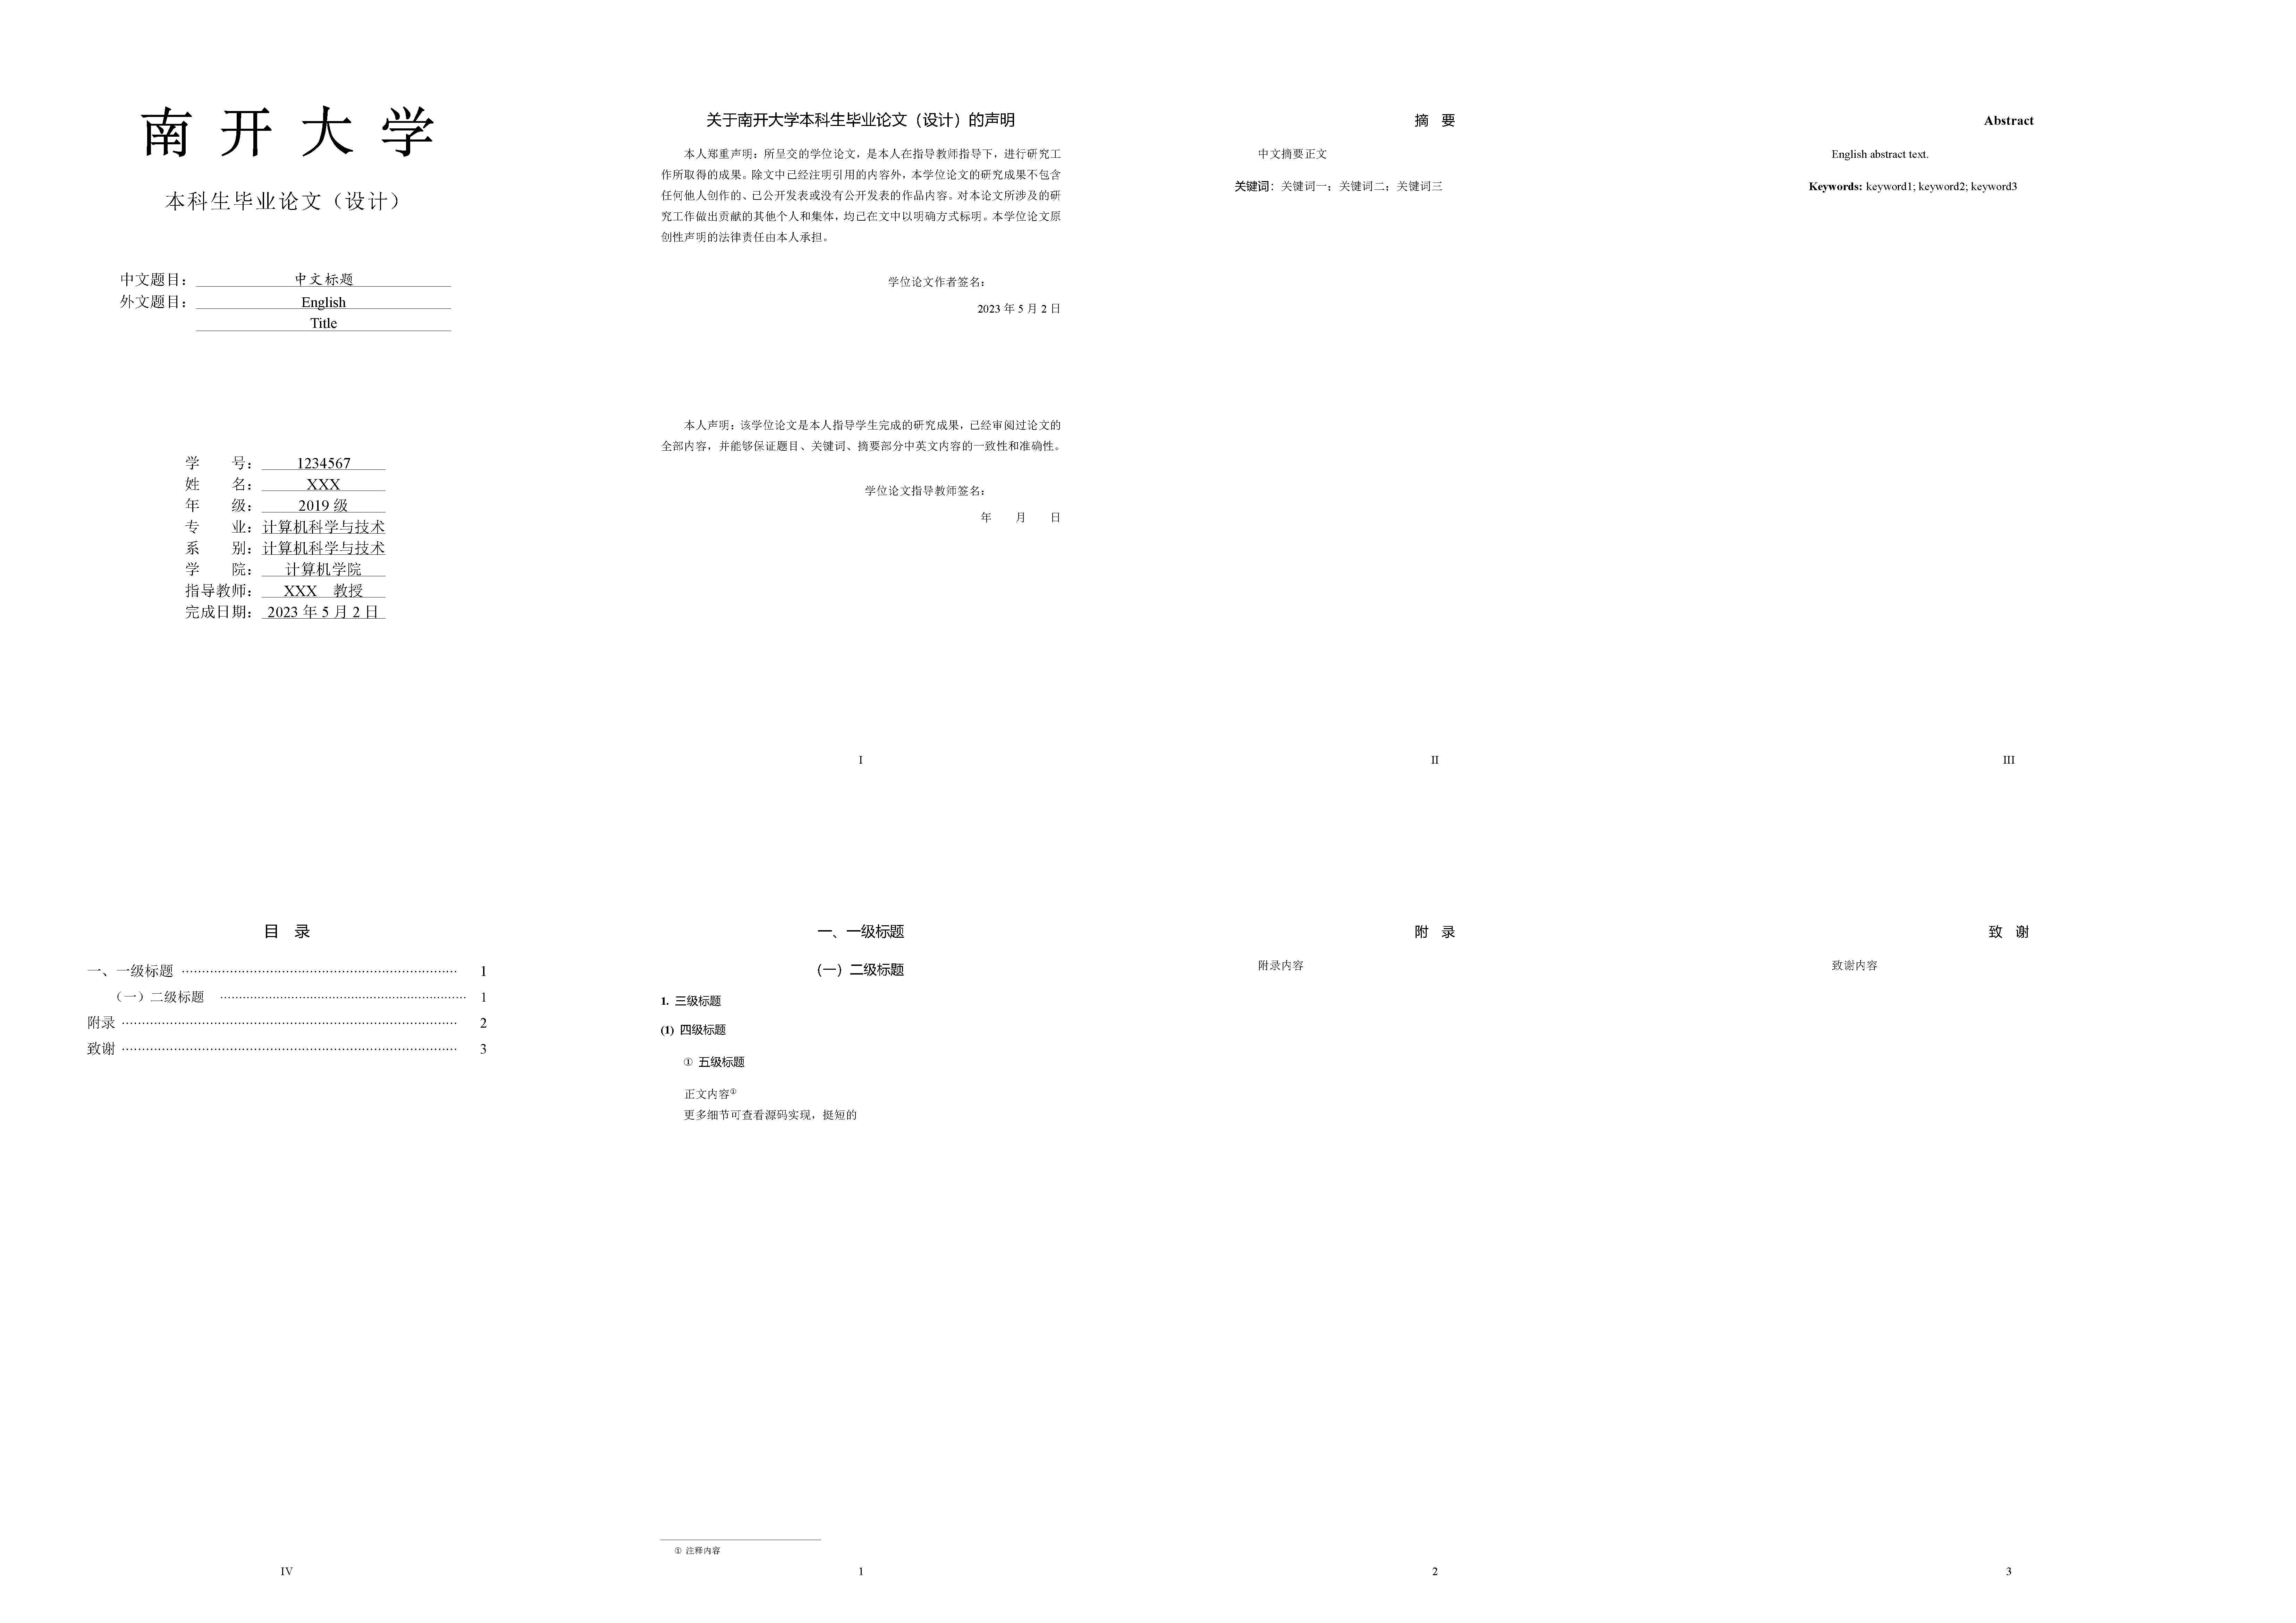 南 开 大 学
本科生毕业论文（设计）
中文题目： 中文标题
外文题目： English
Title
学 号： 1234567
姓 名： XXX
年 级： 2019 级
专 业： 计算机科学与技术
系 别： 计算机科学与技术
学 院： 计算机学院
指导教师： XXX 教授
完成日期： 2023 年 5 月 2 日
关于南开大学本科生毕业论文（设计）的声明
本人郑重声明：所呈交的学位论文，是本人在指导教师指导下，进行研究工
作所取得的成果。除文中已经注明引用的内容外，本学位论文的研究成果不包含
任何他人创作的、已公开发表或没有公开发表的作品内容。对本论文所涉及的研
究工作做出贡献的其他个人和集体，均已在文中以明确方式标明。本学位论文原
创性声明的法律责任由本人承担。
学位论文作者签名：
2023 年 5 月 2 日
本人声明：该学位论文是本人指导学生完成的研究成果，已经审阅过论文的
全部内容，并能够保证题目、关键词、摘要部分中英文内容的一致性和准确性。
学位论文指导教师签名：
年 月 日
I
摘 要
中文摘要正文
关键词：关键词一；关键词二；关键词三
II
Abstract
English abstract text.
Keywords: keyword1; keyword2; keyword3
III
目 录
一、一级标题 ································ 1
（一）二级标题 ································ 1
附录 ································ 2
致谢 ································ 3
IV
一、一级标题
（一）二级标题
1. 三级标题
(1) 四级标题
① 五级标题
正文内容①
更多细节可查看源码实现，挺短的
① 注释内容
1
附 录
附录内容
2
致 谢
致谢内容
3